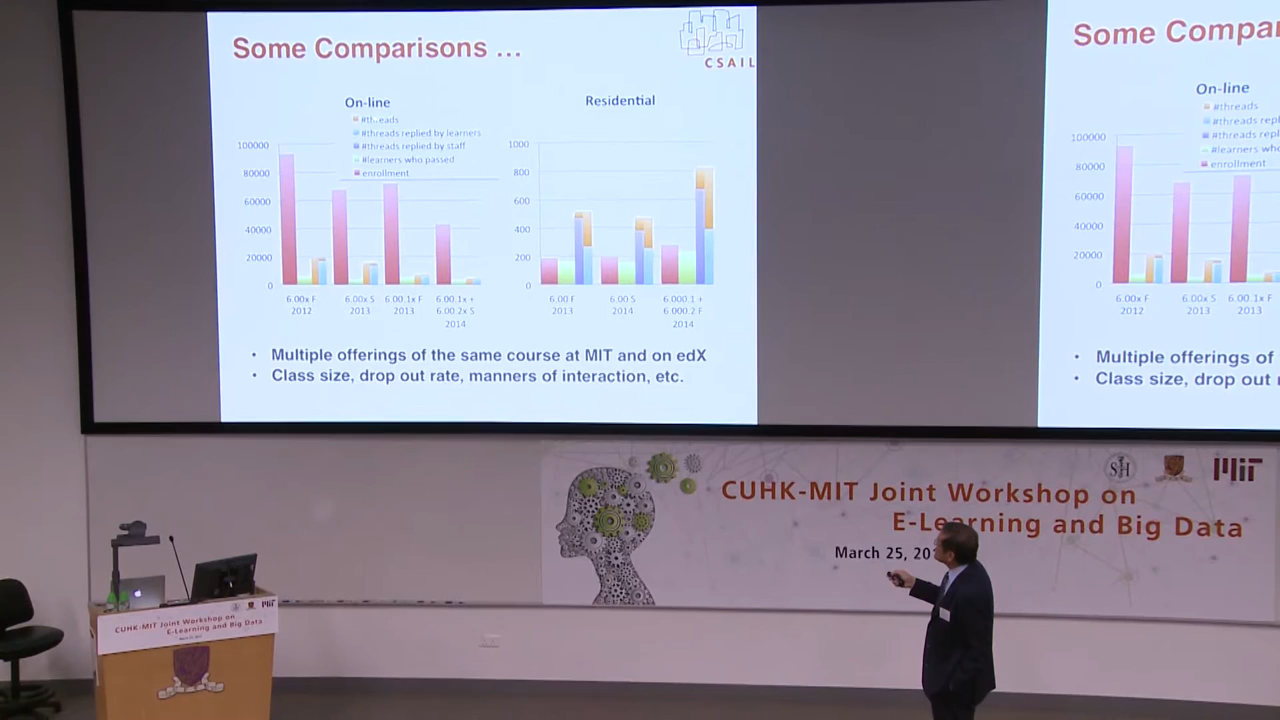 Some Comparisons ...
CSAIL
On-line
#threads
#threads replied by learners
#threads replied by staff
#learners who passed
enrollment
100000
80000
60000
40000
20000
0
6.00x F
2012
6.00x S
2013
6.00.1x F
2013
6.00.1x +
6.00.2x S
2014
Residential
1000
800
600
400
200
0
6.00 F
2013
6.00 S
2014
6.000.1 +
6.000.2 F
2014
• Multiple offerings of the same course at MIT and on edX
• Class size, drop out rate, manners of interaction, etc.
Some Compar
On-line
#threads
#threads repl
#threads repl
#learners who
enrollment
100000
80000
60000
40000
20000
0
6.00x F
2012
6.00x S
2013
6.00.1x F
2013
• Multiple offerings of
• Class size, drop out
SHI
MIT
CUHK-MIT Joint Workshop on
E-Learning and Big Data
March 25, 20
MIT
CUHK-MIT Joint Workshop on
E-Learning and Big Data